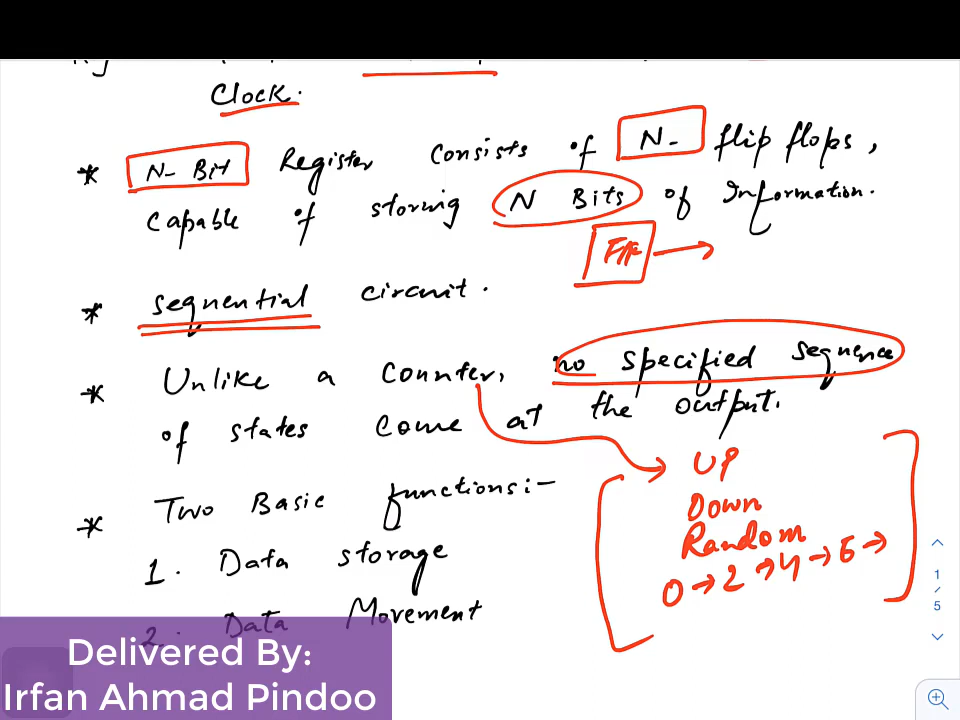 Clock.
* N-Bit Register consists of N- flip flops,
capable of storing N Bits of Information.
F/F →
* sequential circuit.
* Unlike a counter, no specified sequence
of states come at the output.
→ UP
Down
Random
0 → 2 → 4 → 6 →
* Two Basic functions:-
1. Data storage
2. Data Movement
1
/
5
Delivered By:
Irfan Ahmad Pindoo